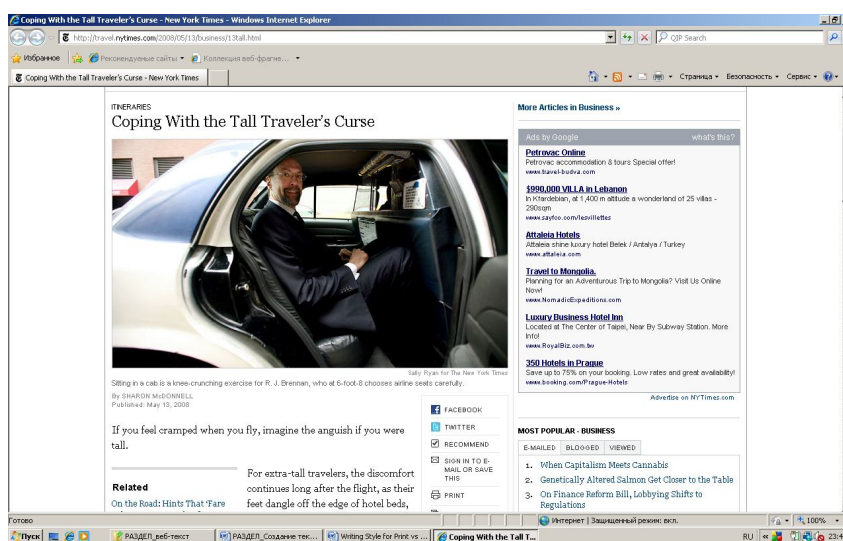 Coping With the Tall Traveler's Curse - New York Times - Windows Internet Explorer
http://travel.nytimes.com/2008/05/13/business/13tall.html
QIP Search
Избранное
Рекомендуемые сайты
Коллекция веб-фрагме...
Coping With the Tall Traveler's Curse - New York Times
Страница
Безопасность
Сервис
ITINERARIES
Coping With the Tall Traveler's Curse
Sally Ryan for The New York Times
Sitting in a cab is a knee-crunching exercise for R. J. Brennan, who at 6-foot-8 chooses airline seats carefully.
By SHARON McDONNELL
Published: May 13, 2008
If you feel cramped when you fly, imagine the anguish if you were
tall.
Related
On the Road: Hints That 'Fare
For extra-tall travelers, the discomfort
continues long after the flight, as their
feet dangle off the edge of hotel beds,
FACEBOOK
TWITTER
RECOMMEND
SIGN IN TO E-
MAIL OR SAVE
THIS
PRINT
More Articles in Business »
Ads by Google what's this?
Petrovac Online
Petrovac accommodation & tours Special offer!
www.travel-budva.com
$990,000 VILLA in Lebanon
In Kfardebian, at 1,400 m altitude a wonderland of 25 villas -
290sqm
www.sayfco.com/lesvillettes
Attaleia Hotels
Attaleia shine luxury hotel Belek / Antalya / Turkey
www.attaleia.com
Travel to Mongolia.
Planning for an Adventurous Trip to Mongolia? Visit Us Online
Now!
www.NomadicExpeditions.com
Luxury Business Hotel Inn
Located at The Center of Taipei, Near By Subway Station. More
Info!
www.RoyalBiz.com.tw
350 Hotels in Prague
Save up to 75% on your booking. Low rates and great availability!
www.booking.com/Prague-Hotels
Advertise on NYTimes.com
MOST POPULAR - BUSINESS
E-MAILED BLOGGED VIEWED
1. When Capitalism Meets Cannabis
2. Genetically Altered Salmon Get Closer to the Table
3. On Finance Reform Bill, Lobbying Shifts to
Regulations
Готово
Интернет | Защищенный режим: вкл.
100%
Пуск
РАЗДЕЛ_веб-текст
РАЗДЕЛ_Создание тек...
Writing Style for Print vs ...
Coping With the Tall T...
RU
23:4